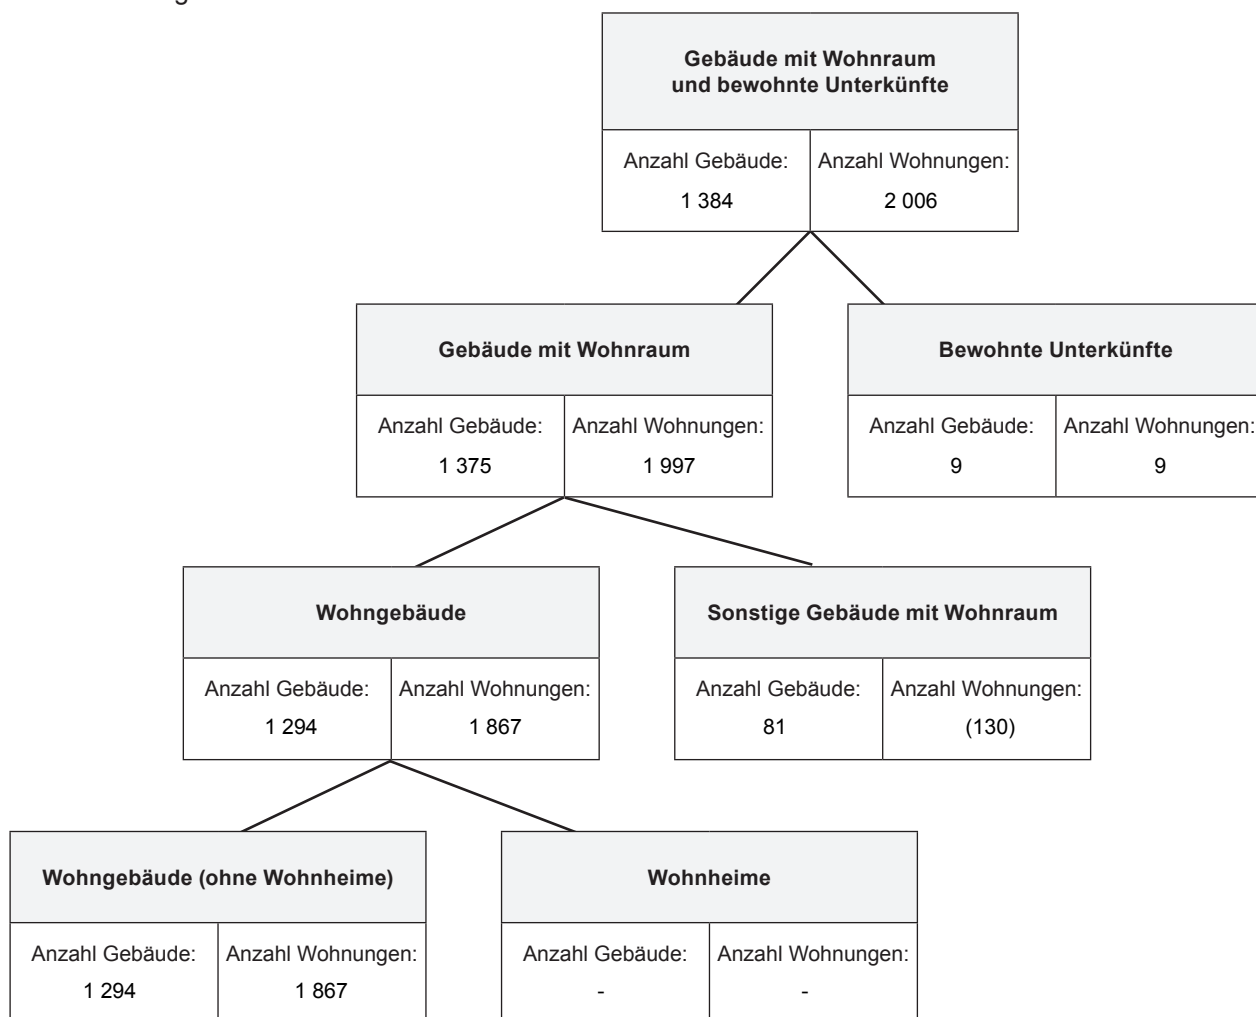 Gebäude mit Wohnraum
und bewohnte Unterkünfte
Anzahl Gebäude: Anzahl Wohnungen:
1 384 2 006
Gebäude mit Wohnraum Bewohnte Unterkünfte
Anzahl Gebäude: Anzahl Wohnungen: Anzahl Gebäude: Anzahl Wohnungen:
1 375 1 997 9 9
Wohngebäude Sonstige Gebäude mit Wohnraum
Anzahl Gebäude: Anzahl Wohnungen: Anzahl Gebäude: Anzahl Wohnungen:
1 294 1 867 81 (130)
Wohngebäude (ohne Wohnheime) Wohnheime
Anzahl Gebäude: Anzahl Wohnungen: Anzahl Gebäude: Anzahl Wohnungen:
1 294 1 867 - -